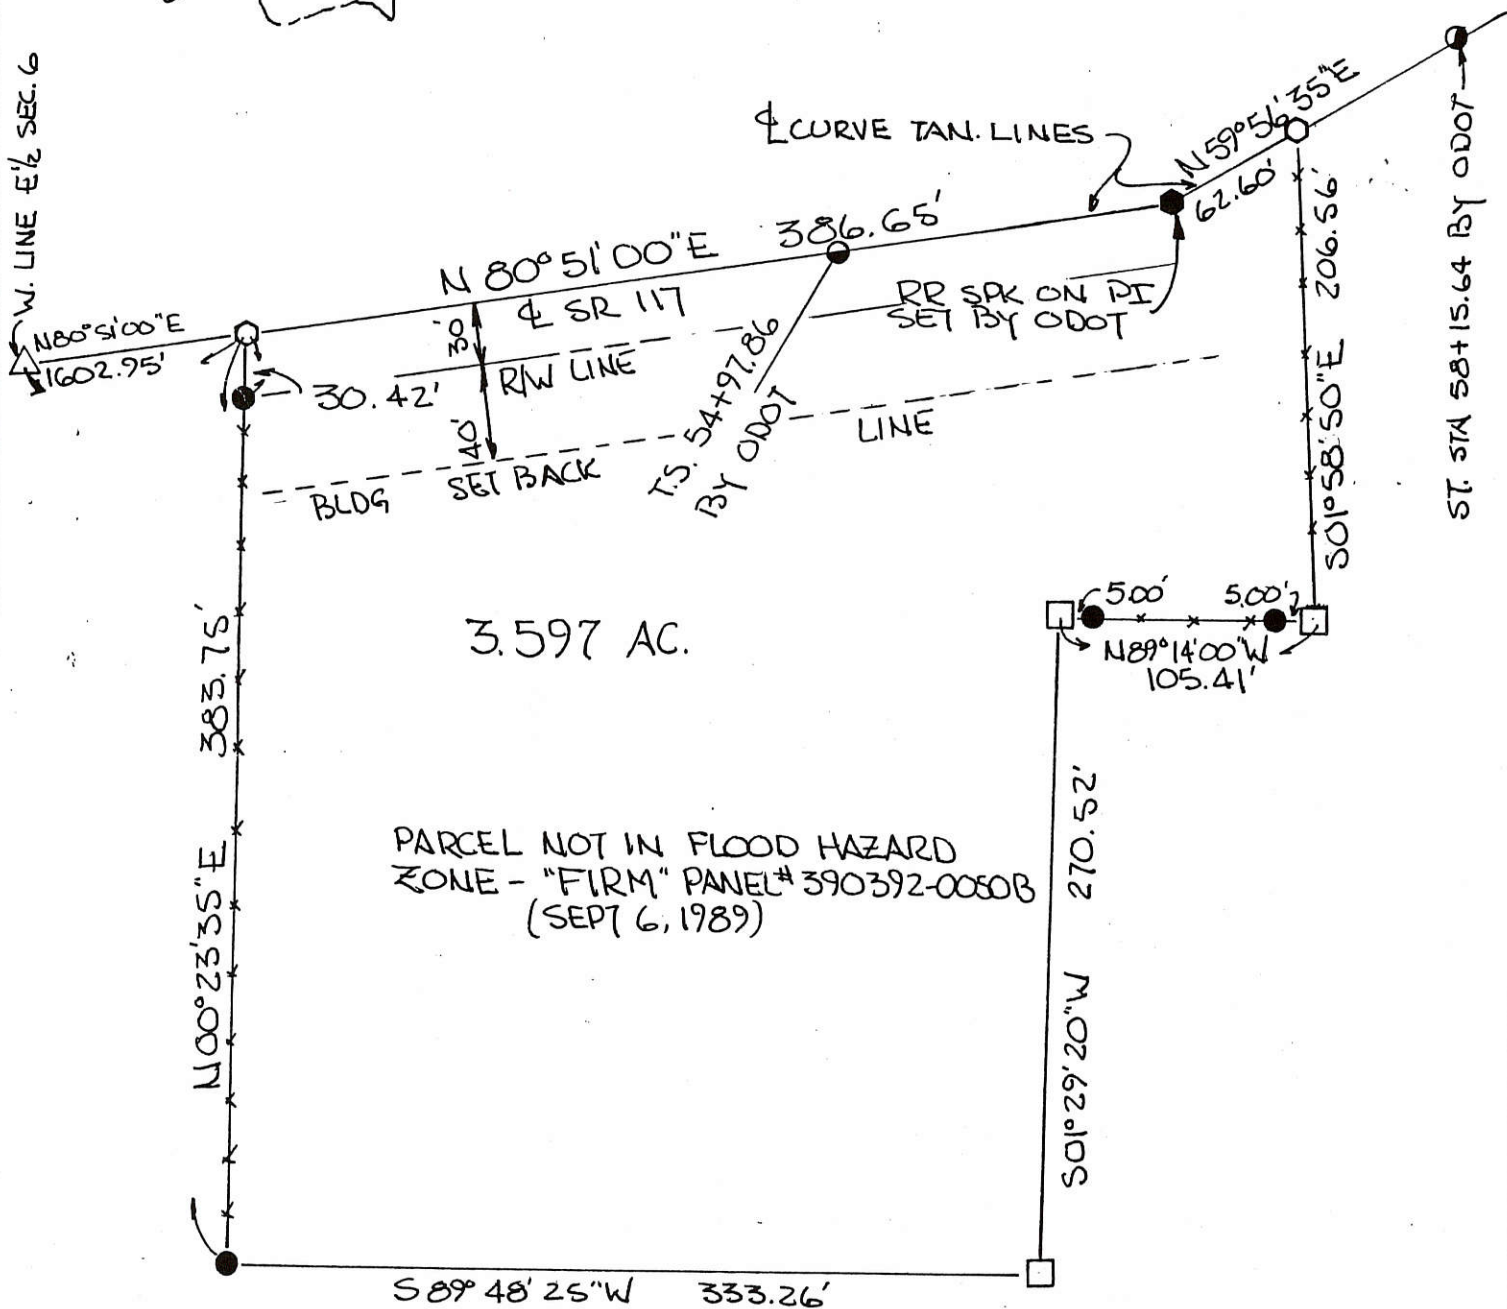 W. LINE E'½ SEC. 6
N80°51'00"E
1602.95'
N 80°51'00"E 386.65'
℄ SR 117
℄ CURVE TAN. LINES
N59°56'35"E
62.60'
206.56'
S01°58'50"E
ST. STA 58+15.64 BY ODOT
RR SPK ON PI
SET BY ODOT
30'
R/W LINE
30.42'
40'
BLDG SET BACK LINE
T.S. 54+97.86
BY ODOT
5.00' 5.00'
N89°14'00"W
105.41'
3.597 AC.
383.75'
N00°23'35"E
PARCEL NOT IN FLOOD HAZARD
ZONE - "FIRM" PANEL# 390392-0050B
(SEPT 6, 1989)
270.52'
S01°29'20"W
S 89° 48' 25"W 333.26'